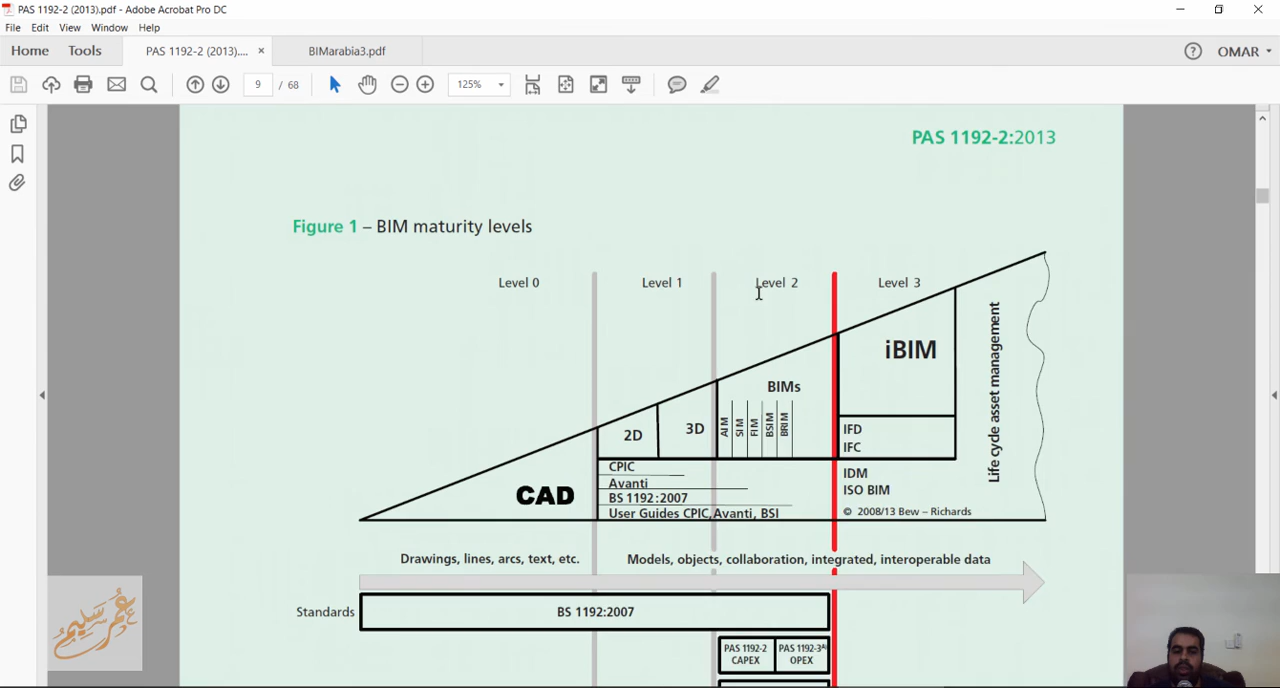 PAS 1192-2 (2013).pdf - Adobe Acrobat Pro DC
File Edit View Window Help
Home Tools PAS 1192-2 (2013).... × BIMarabia3.pdf ? OMAR
9 / 68 125%
PAS 1192-2:2013
Figure 1 – BIM maturity levels
Level 0 Level 1 Level 2 Level 3
iBIM
BIMs
2D 3D
AIM
SIM
FIM
BSIM
BRIM
IFD
IFC
Life cycle asset management
CAD
CPIC
Avanti
BS 1192:2007
User Guides CPIC, Avanti, BSI
IDM
ISO BIM
© 2008/13 Bew – Richards
Drawings, lines, arcs, text, etc. Models, objects, collaboration, integrated, interoperable data
Standards BS 1192:2007
PAS 1192-2 PAS 1192-3ᴬ⁾
CAPEX OPEX
عمر سليم